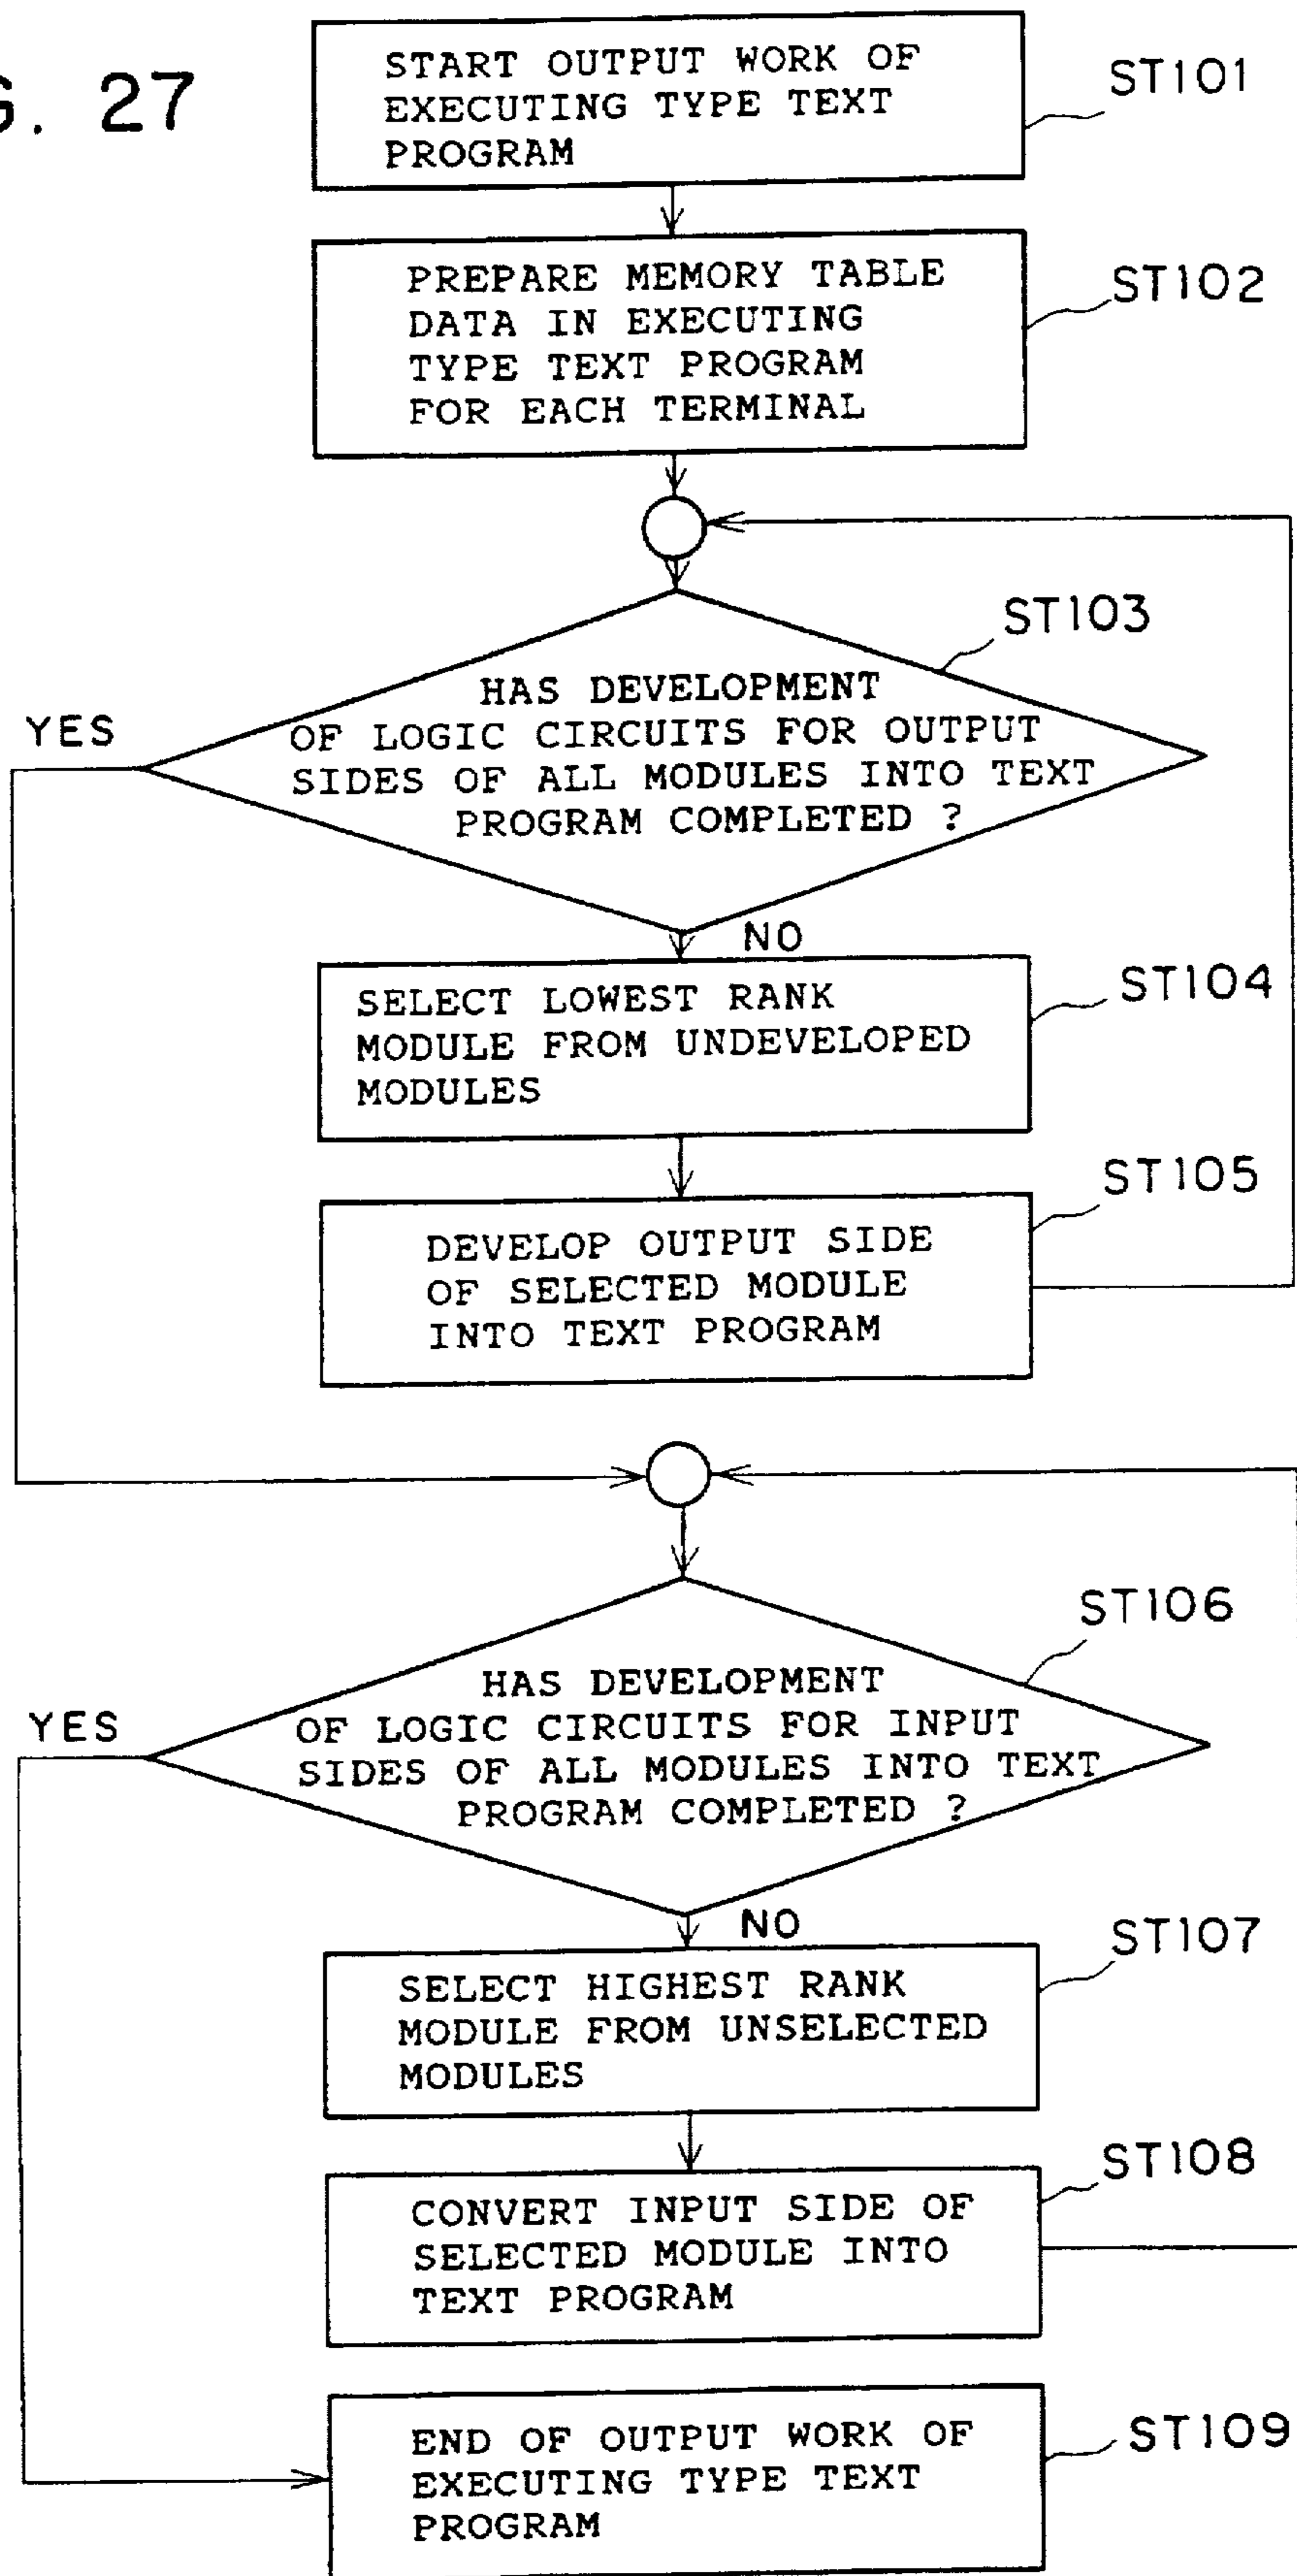 G. 27
START OUTPUT WORK OF
EXECUTING TYPE TEXT
PROGRAM
ST101
PREPARE MEMORY TABLE
DATA IN EXECUTING
TYPE TEXT PROGRAM
FOR EACH TERMINAL
ST102
ST103
HAS DEVELOPMENT
OF LOGIC CIRCUITS FOR OUTPUT
SIDES OF ALL MODULES INTO TEXT
PROGRAM COMPLETED ?
YES
NO
SELECT LOWEST RANK
MODULE FROM UNDEVELOPED
MODULES
ST104
DEVELOP OUTPUT SIDE
OF SELECTED MODULE
INTO TEXT PROGRAM
ST105
ST106
HAS DEVELOPMENT
OF LOGIC CIRCUITS FOR INPUT
SIDES OF ALL MODULES INTO TEXT
PROGRAM COMPLETED ?
YES
NO
SELECT HIGHEST RANK
MODULE FROM UNSELECTED
MODULES
ST107
CONVERT INPUT SIDE OF
SELECTED MODULE INTO
TEXT PROGRAM
ST108
END OF OUTPUT WORK OF
EXECUTING TYPE TEXT
PROGRAM
ST109